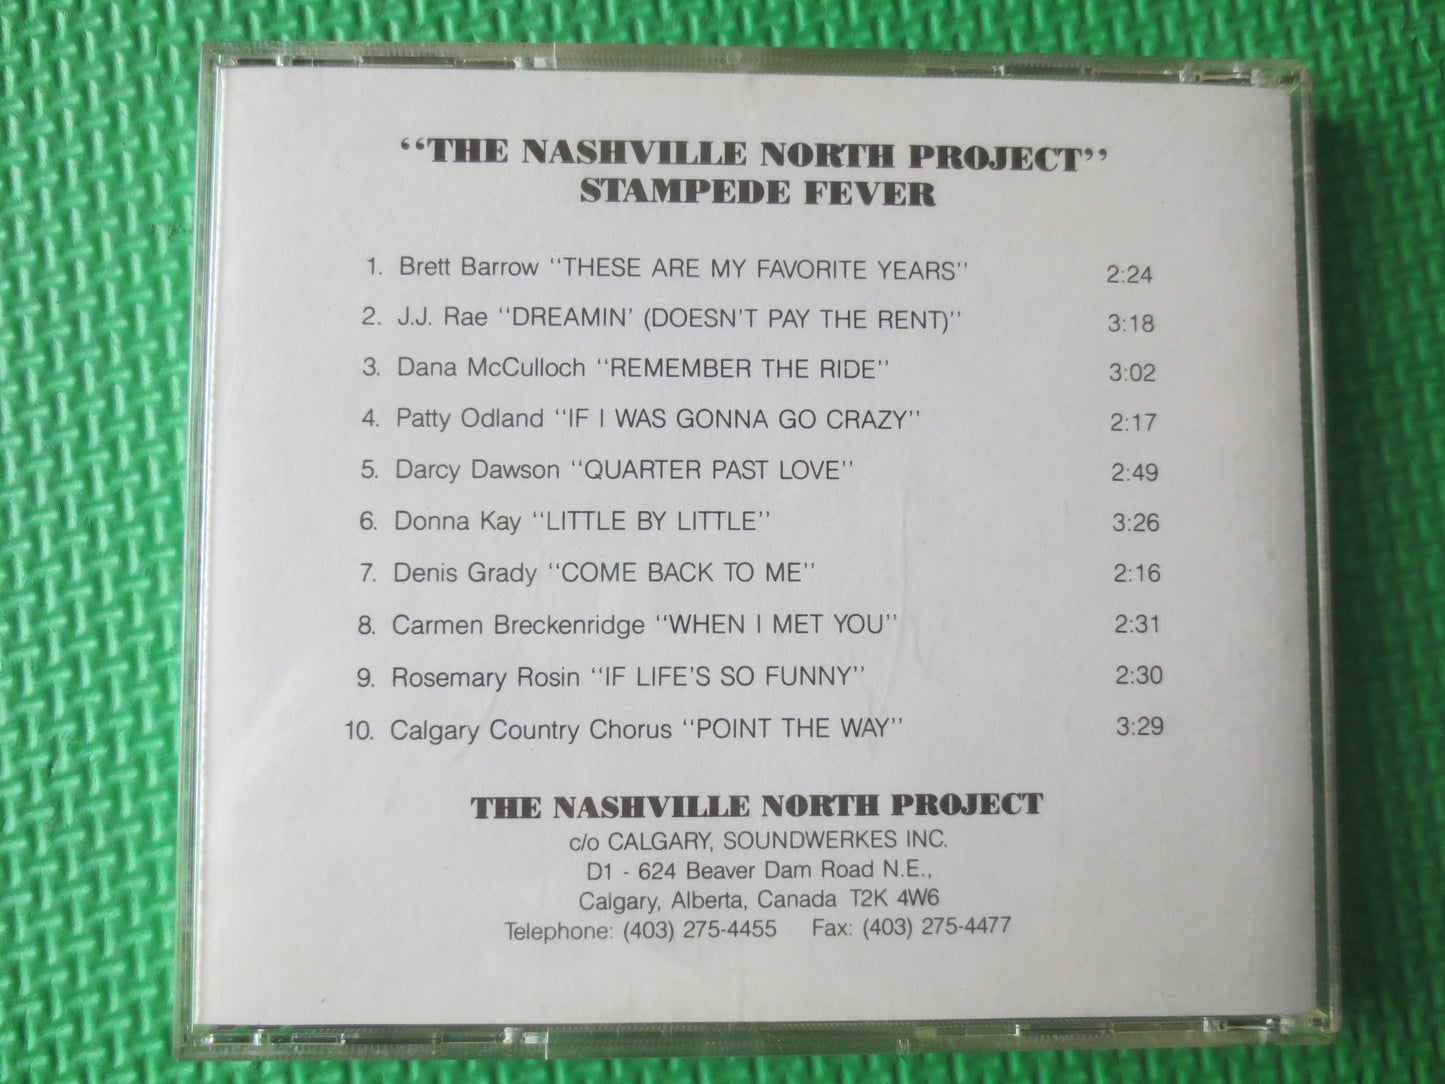 “THE NASHVILLE NORTH PROJECT”
STAMPEDE FEVER
1. Brett Barrow “THESE ARE MY FAVORITE YEARS” 2:24
2. J.J. Rae “DREAMIN’ (DOESN’T PAY THE RENT)” 3:18
3. Dana McCulloch “REMEMBER THE RIDE” 3:02
4. Patty Odland “IF I WAS GONNA GO CRAZY” 2:17
5. Darcy Dawson “QUARTER PAST LOVE” 2:49
6. Donna Kay “LITTLE BY LITTLE” 3:26
7. Denis Grady “COME BACK TO ME” 2:16
8. Carmen Breckenridge “WHEN I MET YOU” 2:31
9. Rosemary Rosin “IF LIFE’S SO FUNNY” 2:30
10. Calgary Country Chorus “POINT THE WAY” 3:29
THE NASHVILLE NORTH PROJECT
c/o CALGARY, SOUNDWERKES INC.
D1 - 624 Beaver Dam Road N.E.,
Calgary, Alberta, Canada T2K 4W6
Telephone: (403) 275-4455 Fax: (403) 275-4477